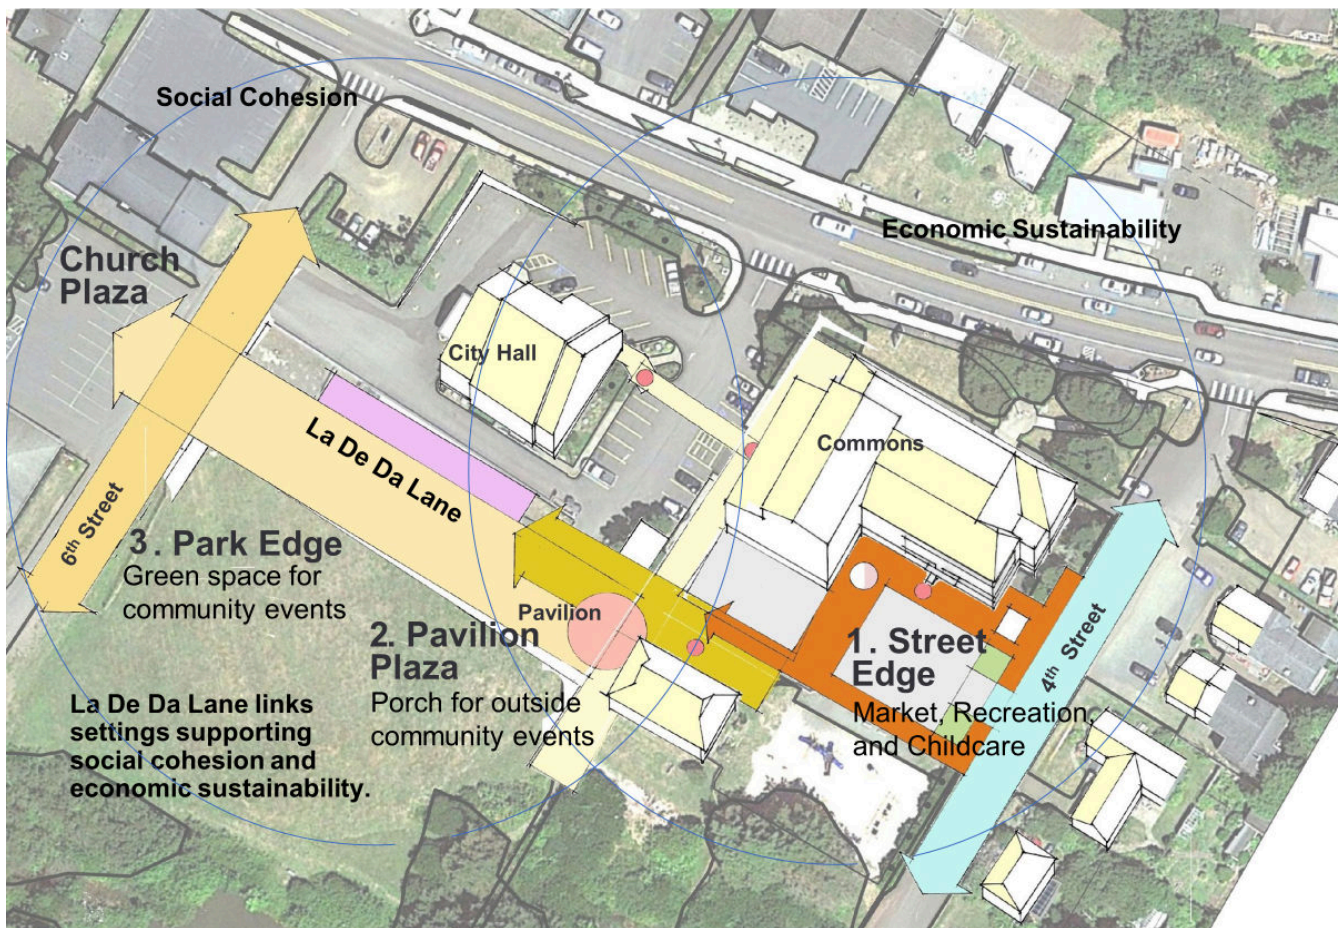 Social Cohesion
Economic Sustainability
Church
Plaza
City Hall
Commons
La De Da Lane
6th Street
3. Park Edge
Green space for
community events
Pavilion
2. Pavilion
Plaza
Porch for outside
community events
1. Street
Edge
Market, Recreation,
and Childcare
4th Street
La De Da Lane links
settings supporting
social cohesion and
economic sustainability.